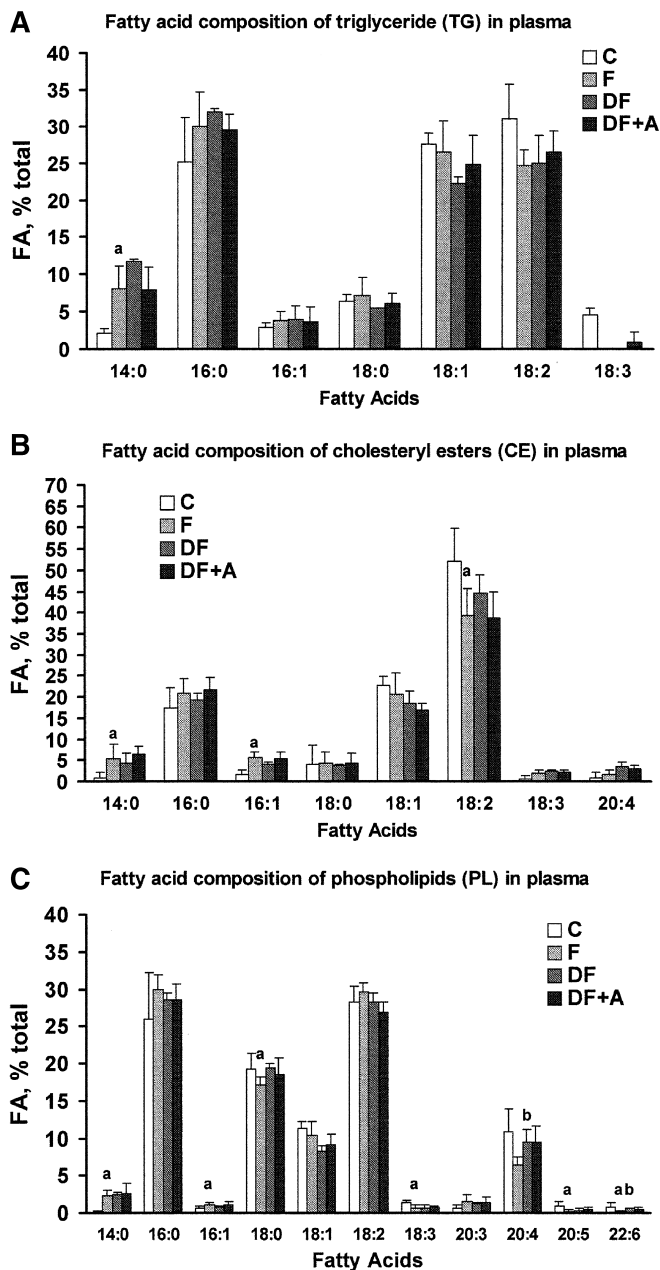 A
Fatty acid composition of triglyceride (TG) in plasma
40
35
30
25
20
15
10
5
0
FA, % total
C
F
DF
DF+A
a
14:0 16:0 16:1 18:0 18:1 18:2 18:3
Fatty Acids
B
Fatty acid composition of cholesteryl esters (CE) in plasma
70
65
60
55
50
45
40
35
30
25
20
15
10
5
0
FA, % total
C
F
DF
DF+A
a
a
a
14:0 16:0 16:1 18:0 18:1 18:2 18:3 20:4
Fatty Acids
C
Fatty acid composition of phospholipids (PL) in plasma
40
35
30
25
20
15
10
5
0
FA, % total
C
F
DF
DF+A
a
a
a
a
b
a
ab
14:0 16:0 16:1 18:0 18:1 18:2 18:3 20:3 20:4 20:5 22:6
Fatty Acids